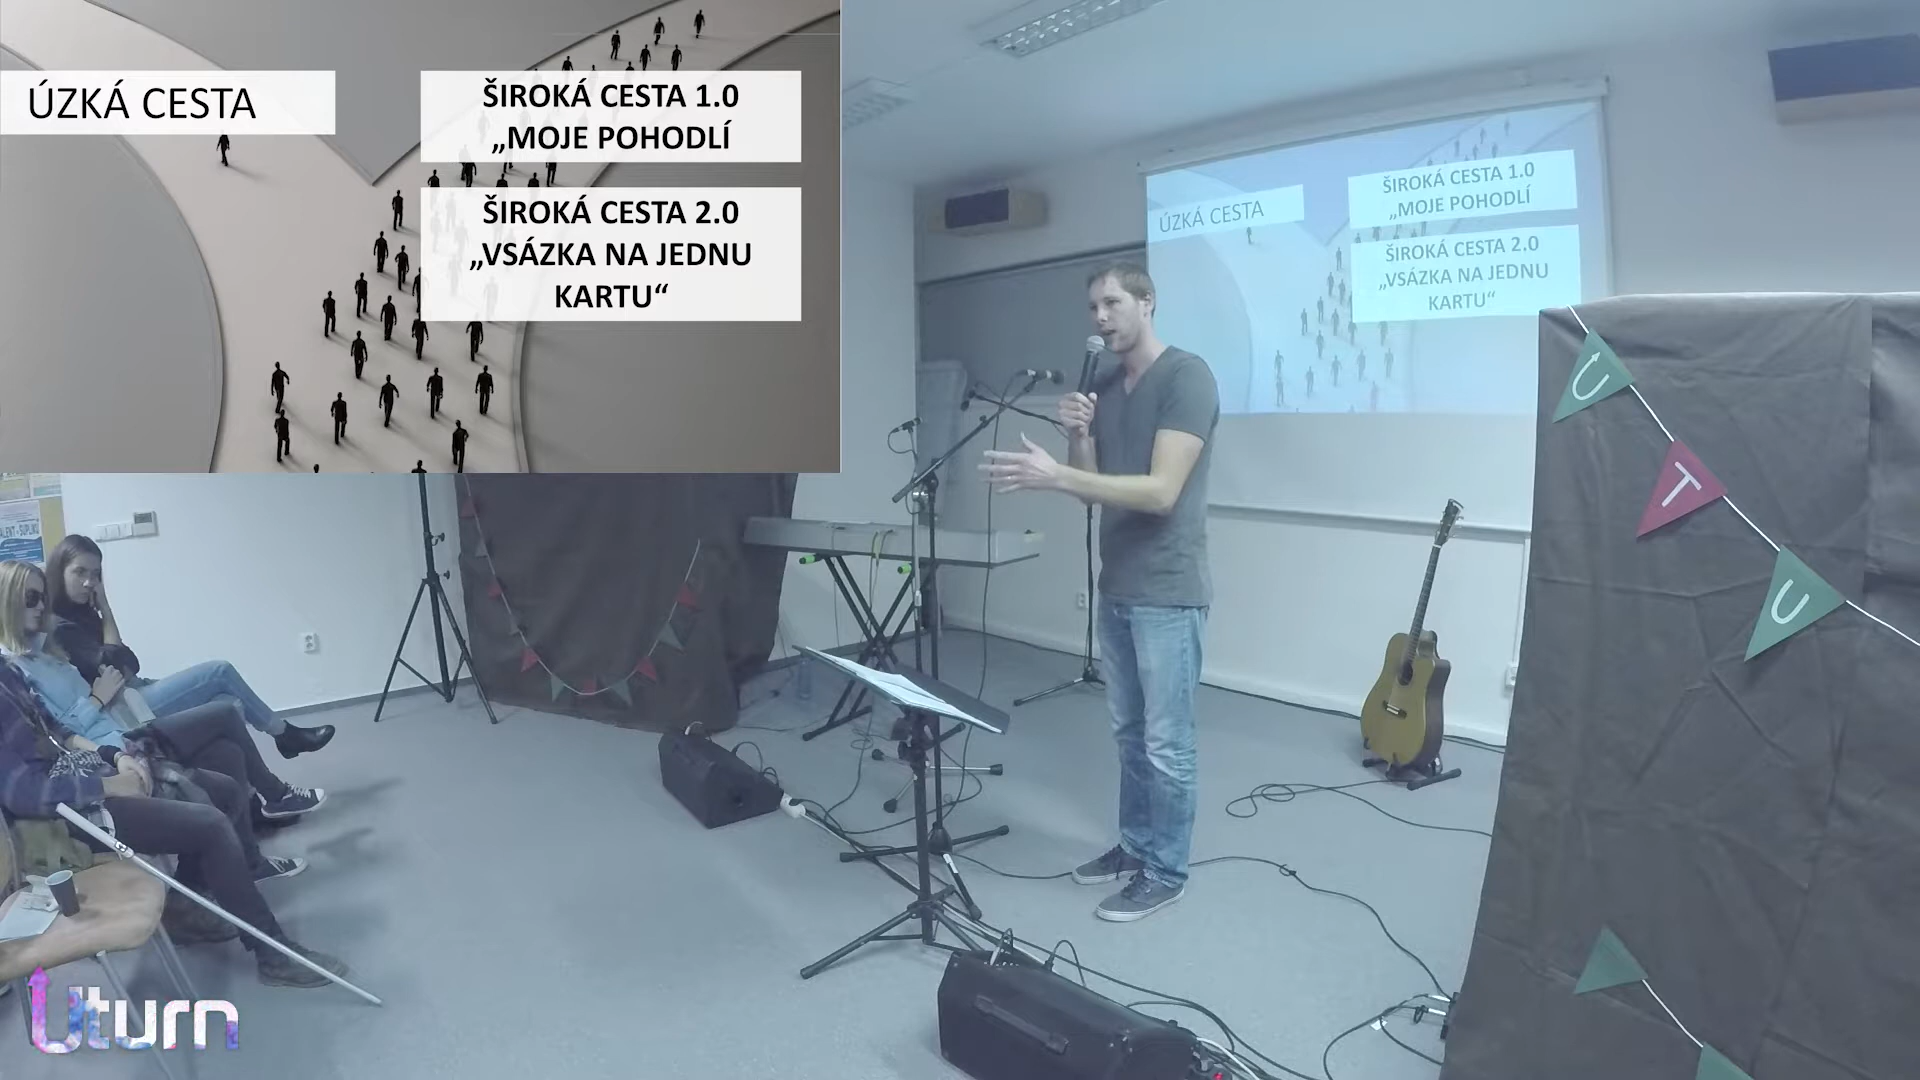 ÚZKÁ CESTA
ŠIROKÁ CESTA 1.0
„MOJE POHODLÍ
ŠIROKÁ CESTA 2.0
„VSÁZKA NA JEDNU
KARTU“
ÚZKÁ CESTA
ŠIROKÁ CESTA 1.0
„MOJE POHODLÍ
ŠIROKÁ CESTA 2.0
„VSÁZKA NA JEDNU
KARTU“
U
T
U
Uturn